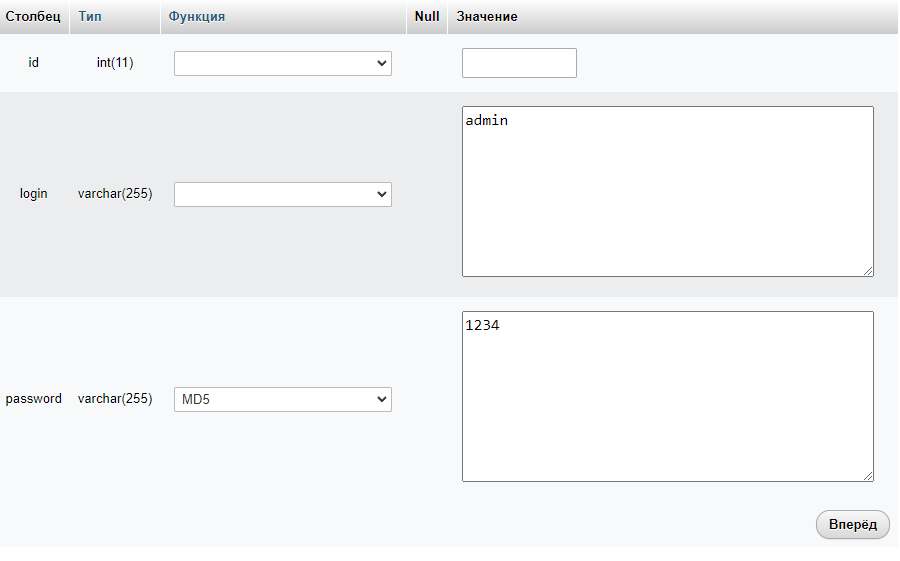 Столбец Тип Функция Null Значение
id int(11)
login varchar(255) admin
password varchar(255) MD5 1234
Вперёд